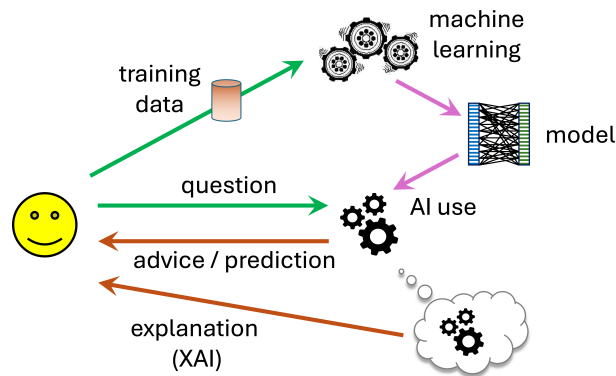 machine
learning
training
data
model
question
AI use
advice / prediction
explanation
(XAI)